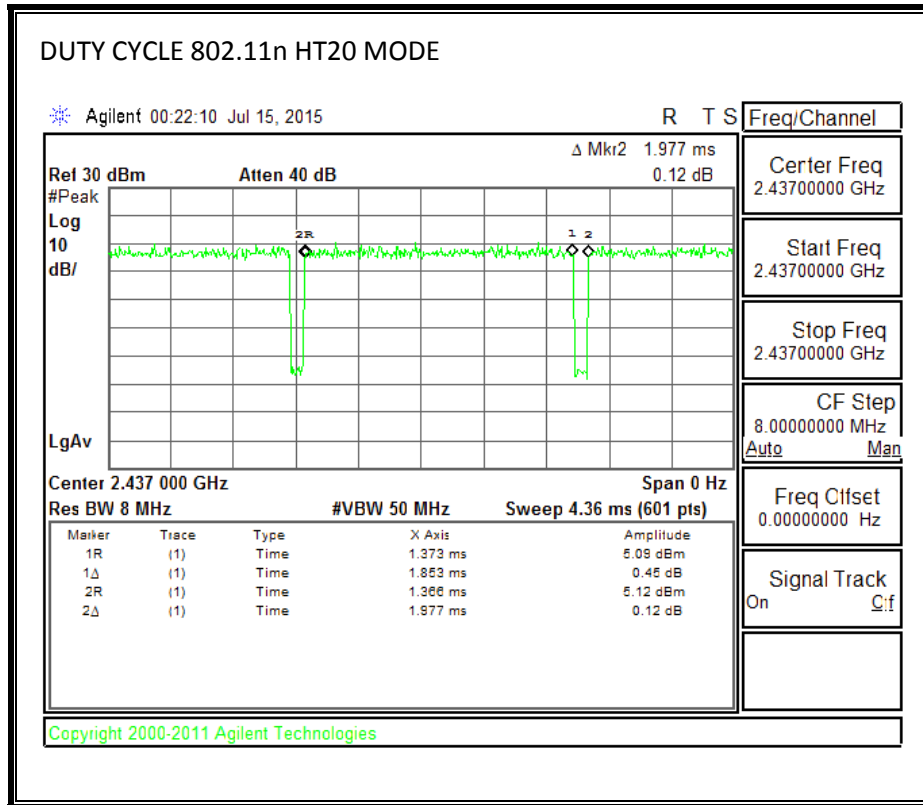 DUTY CYCLE 802.11n HT20 MODE
Agilent 00:22:10 Jul 15, 2015 R T S Freq/Channel
Δ Mkr2 1.977 ms
Ref 30 dBm Atten 40 dB 0.12 dB
#Peak
Log
10
dB/
2R 1 2
LgAv
Center 2.437 000 GHz Span 0 Hz
Res BW 8 MHz #VBW 50 MHz Sweep 4.36 ms (601 pts)
Marker Trace Type X Axis Amplitude
1R (1) Time 1.373 ms 5.09 dBm
1Δ (1) Time 1.853 ms 0.45 dB
2R (1) Time 1.366 ms 5.12 dBm
2Δ (1) Time 1.977 ms 0.12 dB
Center Freq
2.43700000 GHz
Start Freq
2.43700000 GHz
Stop Freq
2.43700000 GHz
CF Step
8.00000000 MHz
Auto Man
Freq Offset
0.00000000 Hz
Signal Track
On Off
Copyright 2000-2011 Agilent Technologies